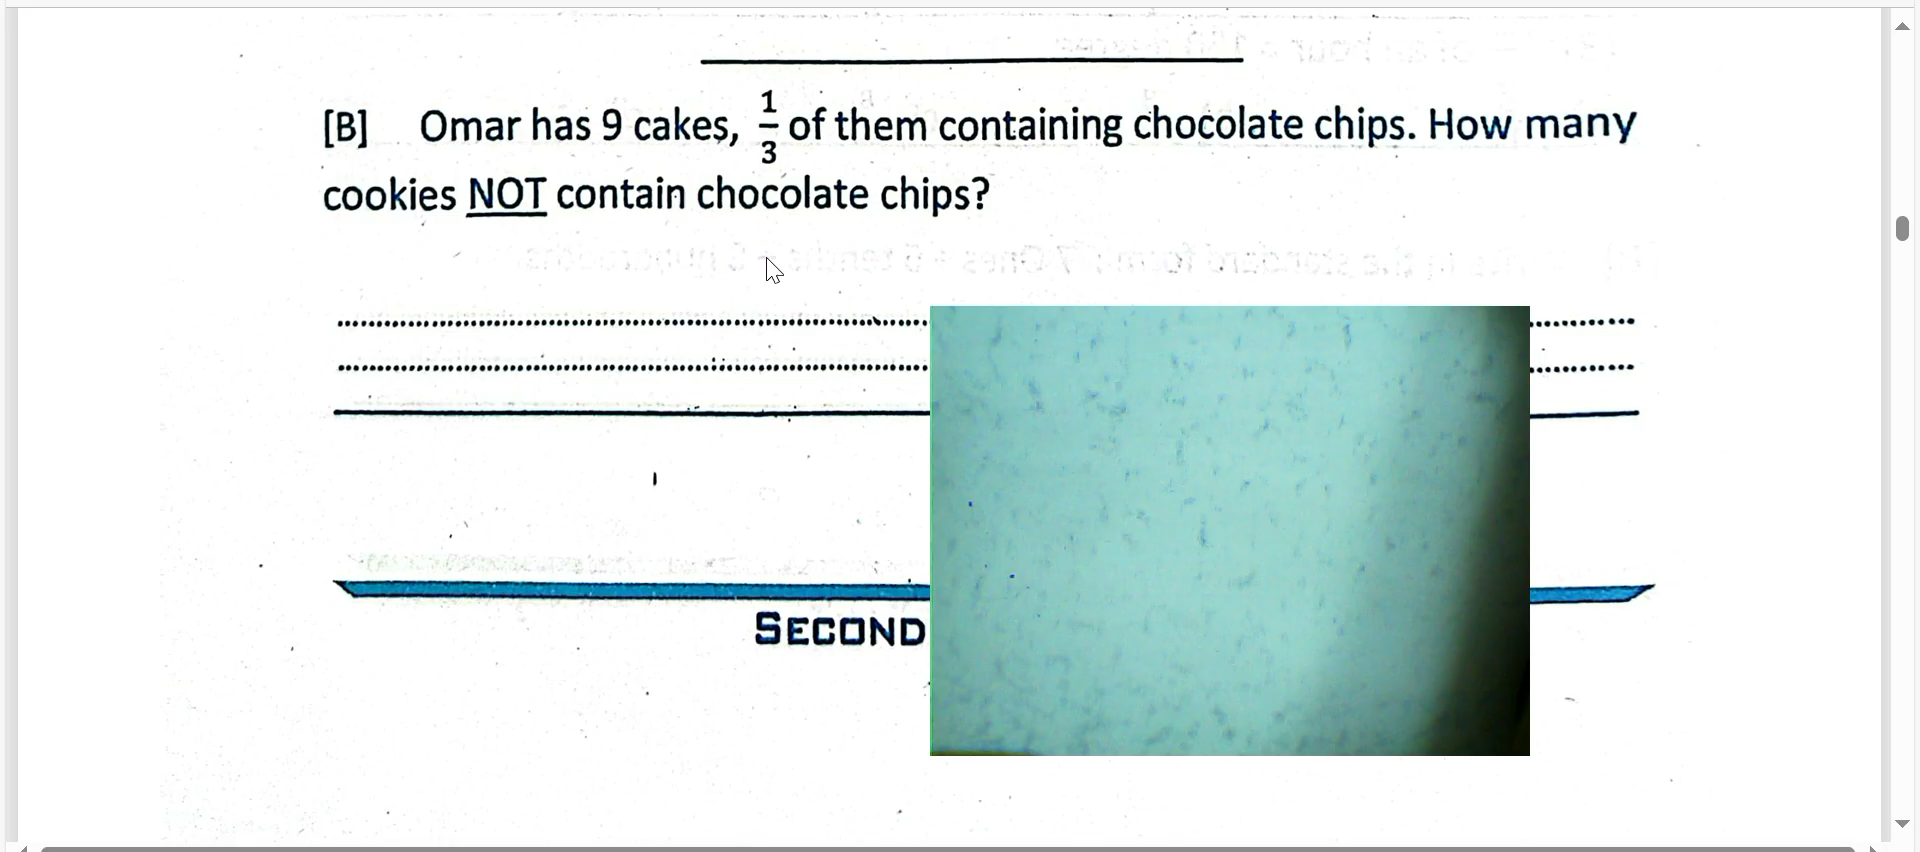 [B] Omar has 9 cakes, 1/3 of them containing chocolate chips. How many
cookies NOT contain chocolate chips?
SECOND